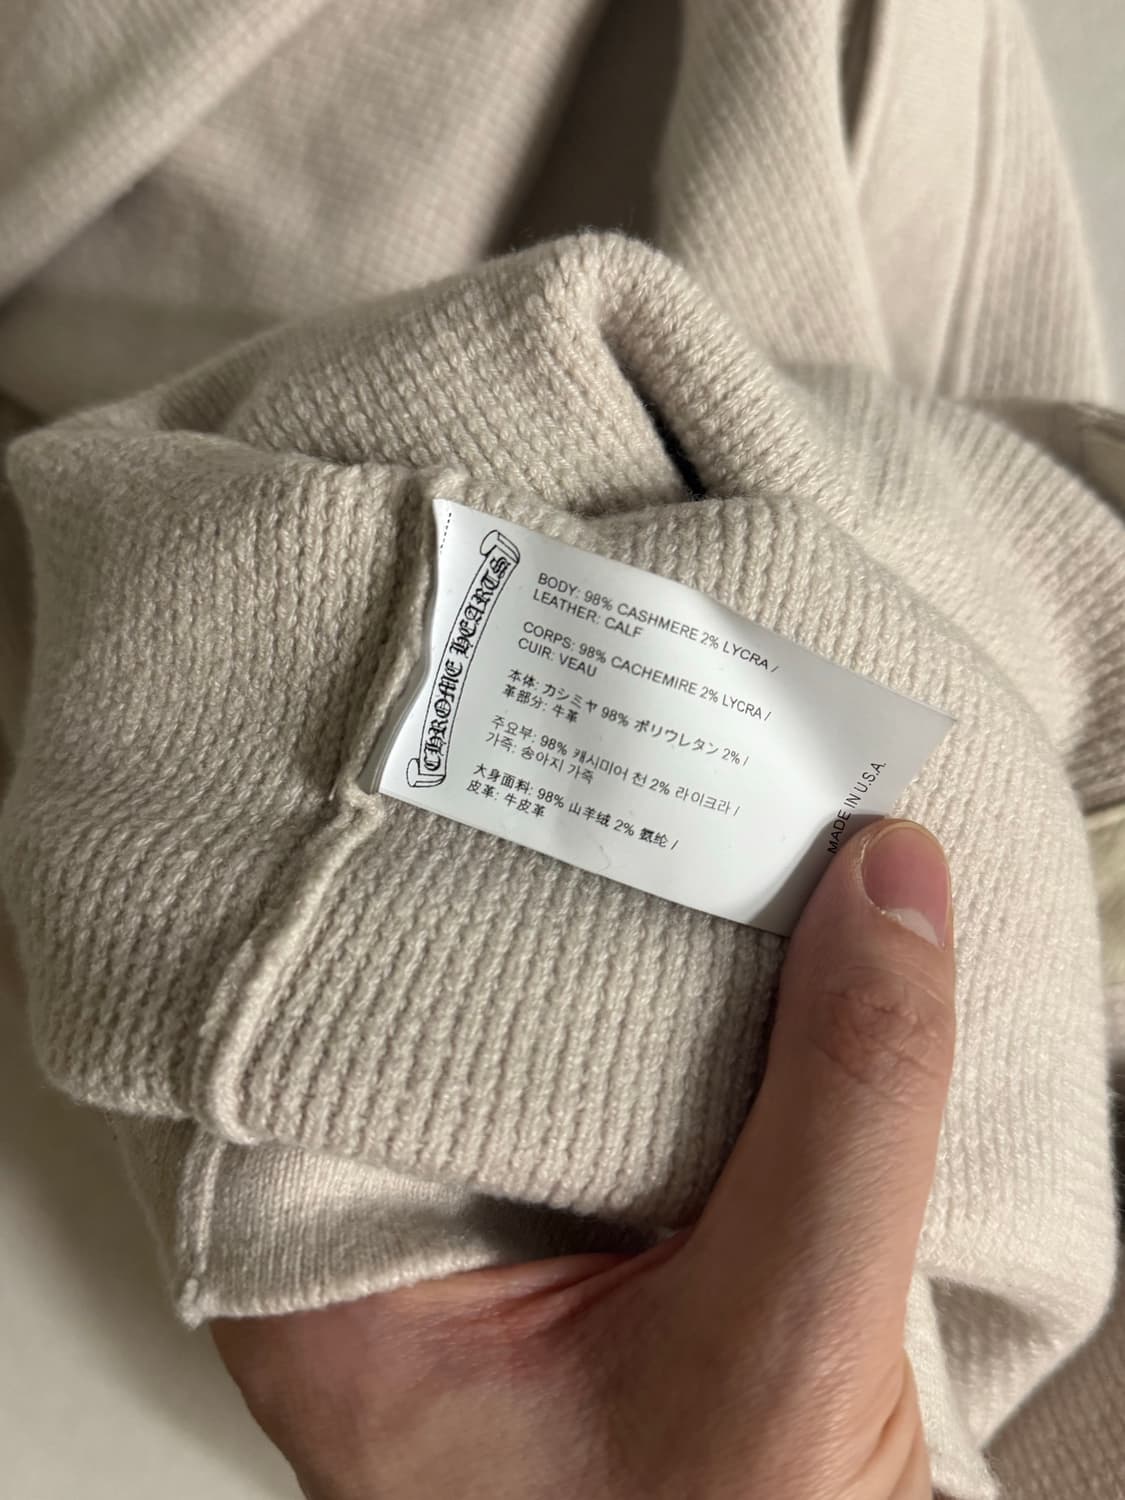 CHROME HEARTS
BODY: 98% CASHMERE 2% LYCRA /
LEATHER: CALF
CORPS: 98% CACHEMIRE 2% LYCRA /
CUIR: VEAU
本体: カシミヤ 98% ポリウレタン 2% /
革部分: 牛革
주요부: 98% 캐시미어 천 2% 라이크라 /
가죽: 송아지 가죽
大身面料: 98% 山羊绒 2% 氨纶 /
皮革: 牛皮革
MADE IN U.S.A.